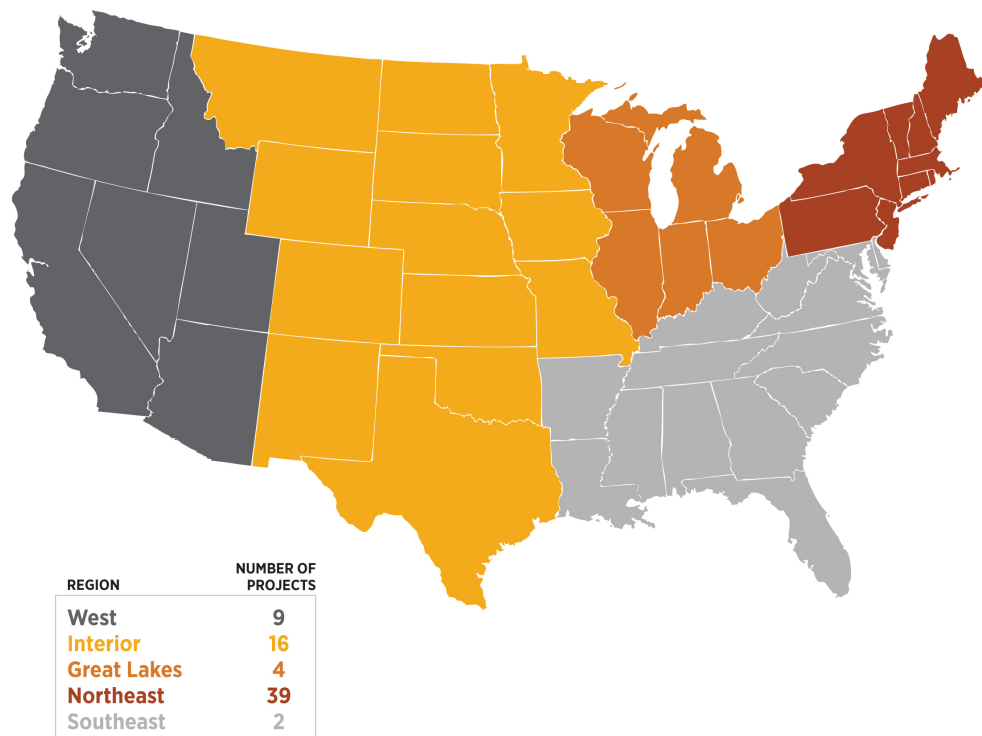 REGION NUMBER OF PROJECTS
West 9
Interior 16
Great Lakes 4
Northeast 39
Southeast 2